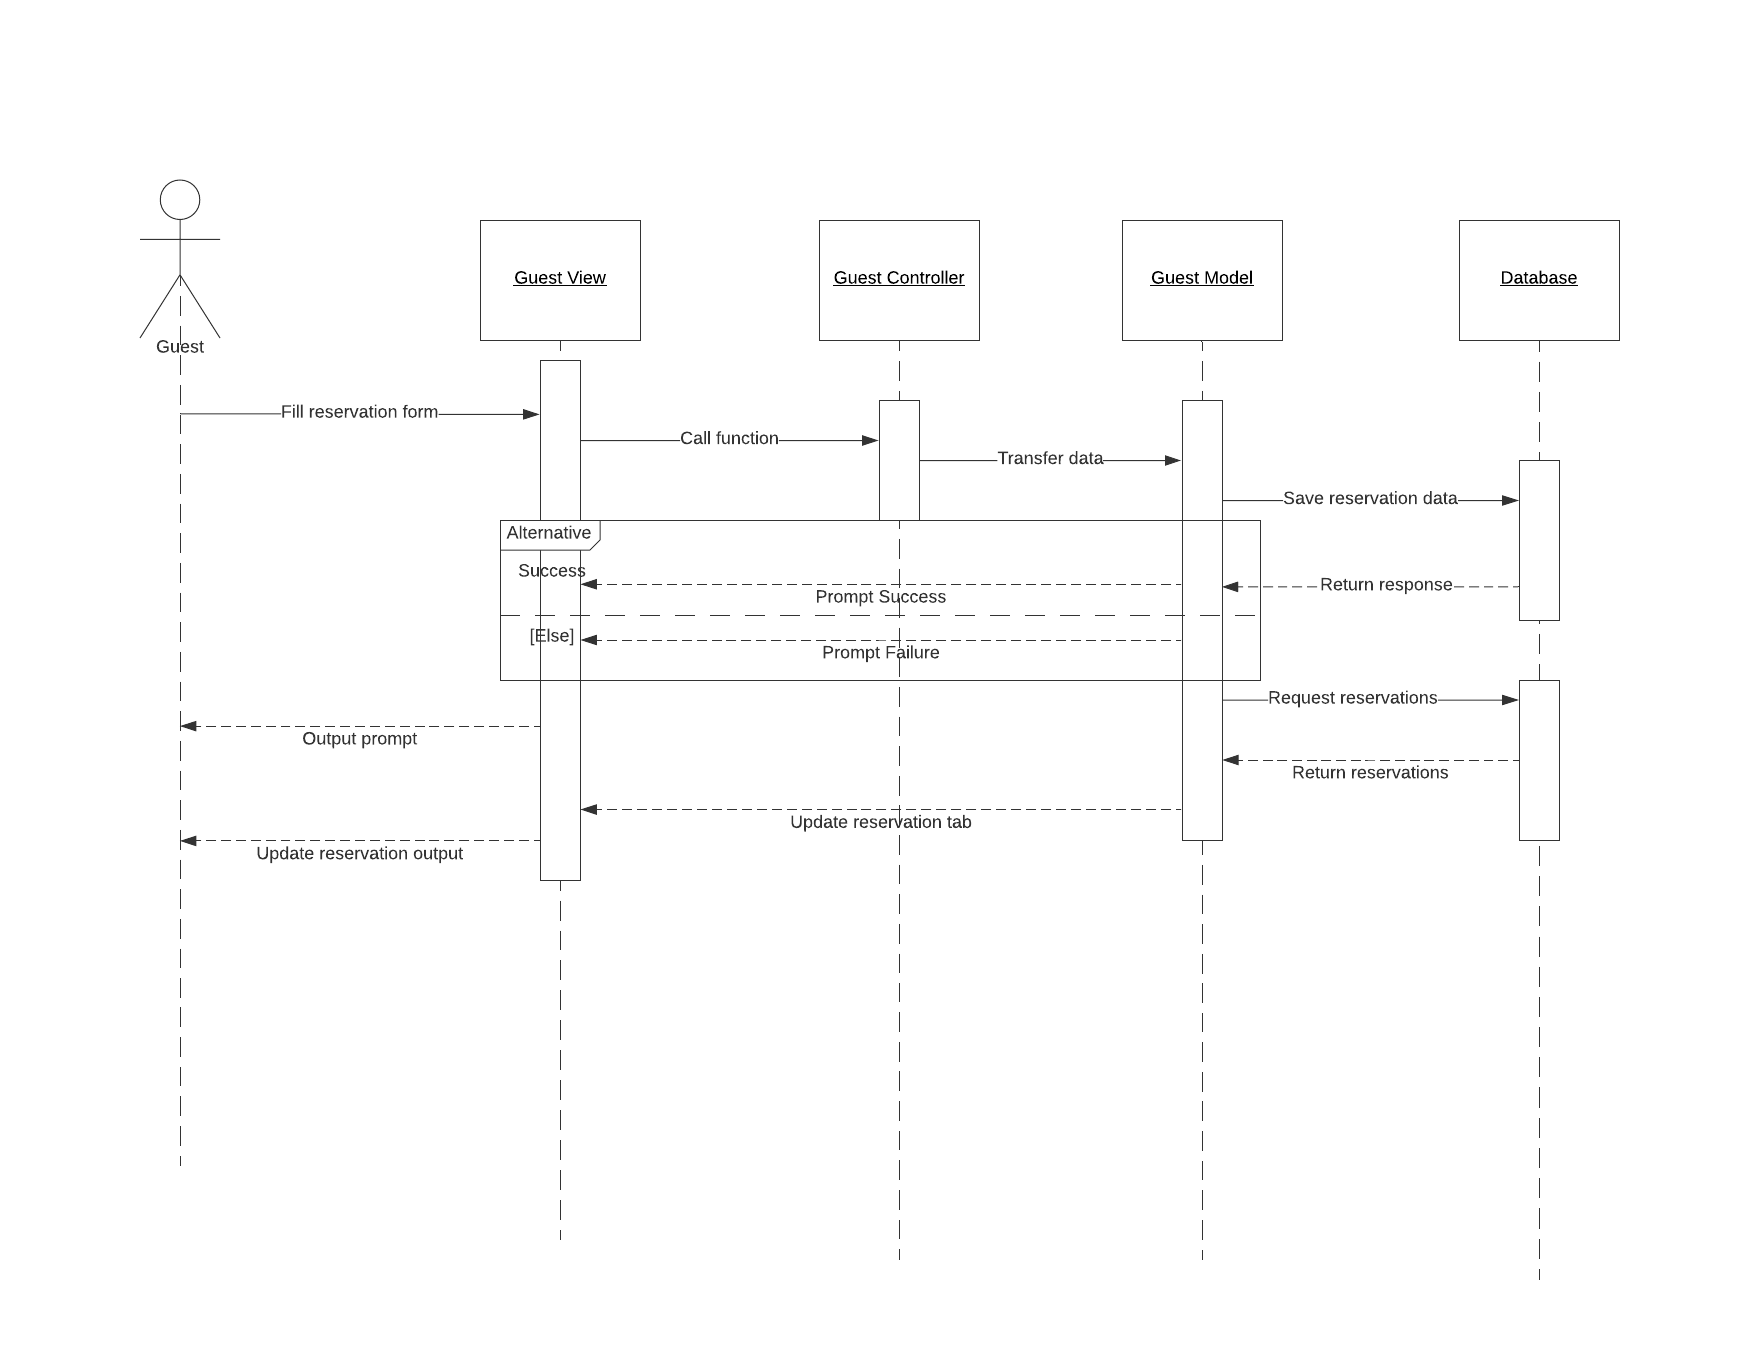 Guest View
Guest Controller
Guest Model
Database
Guest
Fill reservation form
Call function
Transfer data
Save reservation data
Alternative
Success
Return response
Prompt Success
[Else]
Prompt Failure
Request reservations
Output prompt
Return reservations
Update reservation tab
Update reservation output